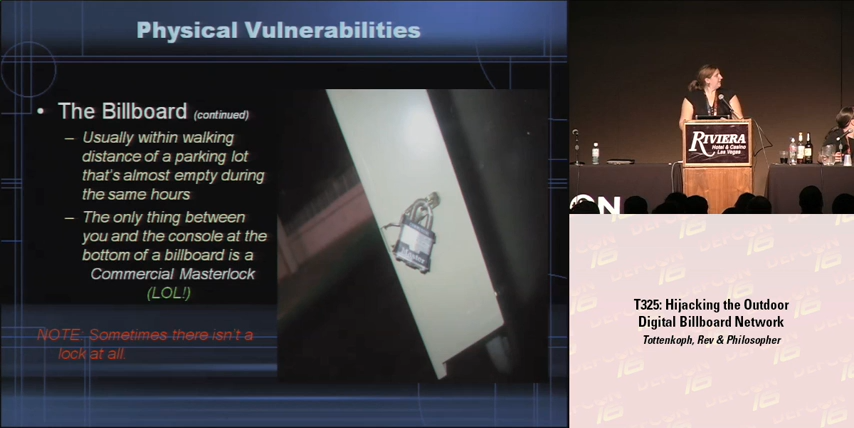 Physical Vulnerabilities
• The Billboard (continued)
– Usually within walking
distance of a parking lot
that's almost empty during
the same hours
– The only thing between
you and the console at the
bottom of a billboard is a
Commercial Masterlock
(LOL!)
NOTE: Sometimes there isn't a
lock at all.
RIVIERA
Hotel & Casino
Las Vegas
ON
T325: Hijacking the Outdoor
Digital Billboard Network
Tottenkoph, Rev & Philosopher
DEFCON
16